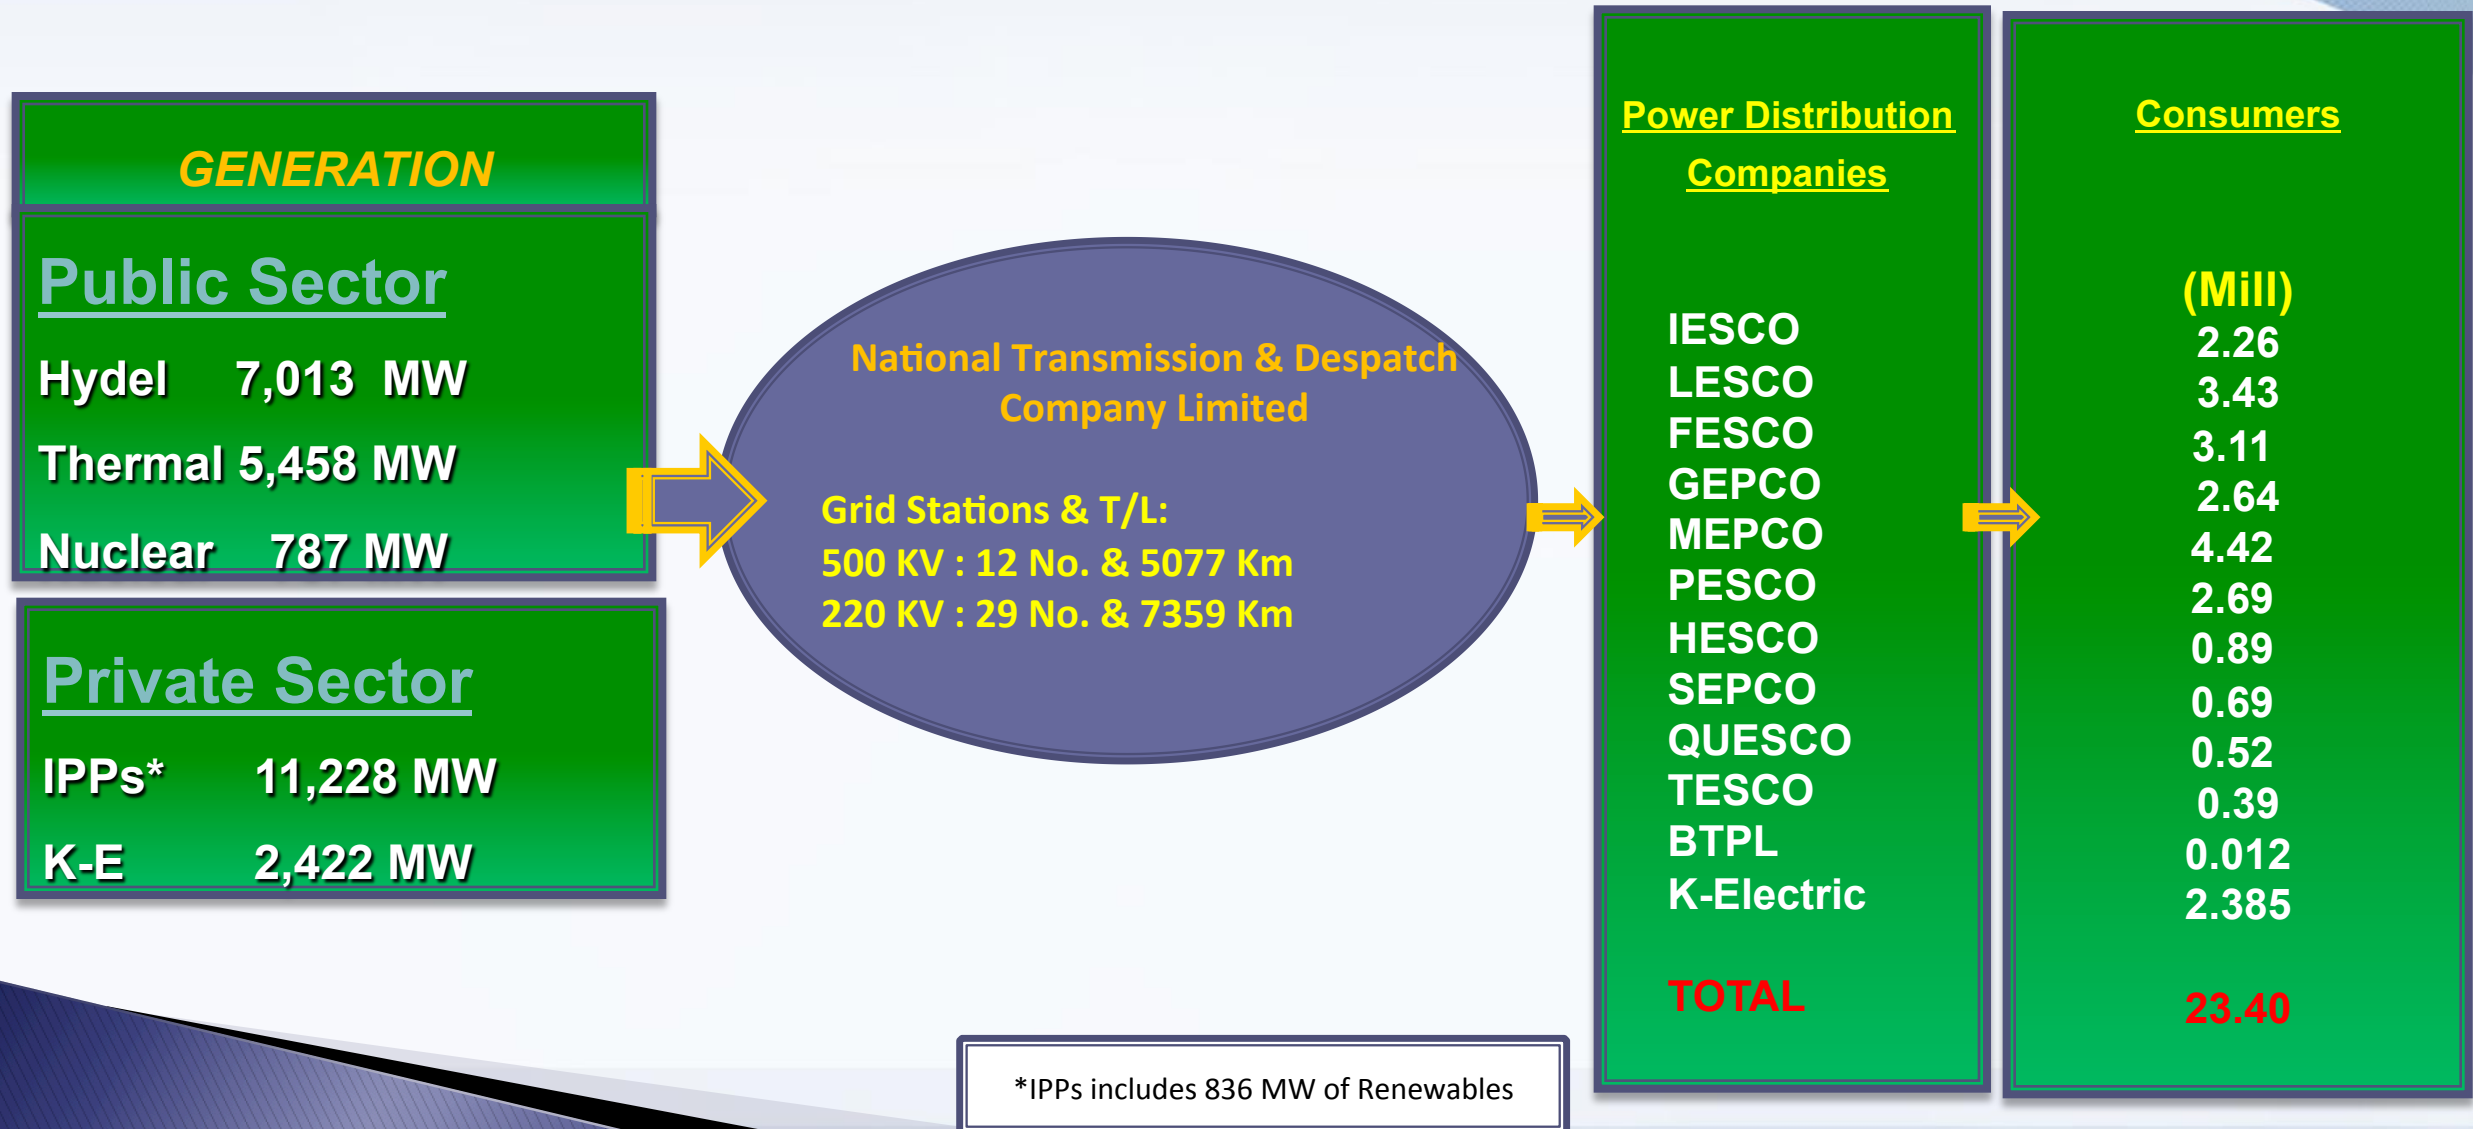 GENERATION
Public Sector
Hydel 7,013 MW
Thermal 5,458 MW
Nuclear 787 MW
Private Sector
IPPs* 11,228 MW
K-E 2,422 MW
National Transmission & Despatch
Company Limited
Grid Stations & T/L:
500 KV : 12 No. & 5077 Km
220 KV : 29 No. & 7359 Km
Power Distribution
Companies
IESCO
LESCO
FESCO
GEPCO
MEPCO
PESCO
HESCO
SEPCO
QUESCO
TESCO
BTPL
K-Electric
TOTAL
Consumers
(Mill)
2.26
3.43
3.11
2.64
4.42
2.69
0.89
0.69
0.52
0.39
0.012
2.385
23.40
*IPPs includes 836 MW of Renewables